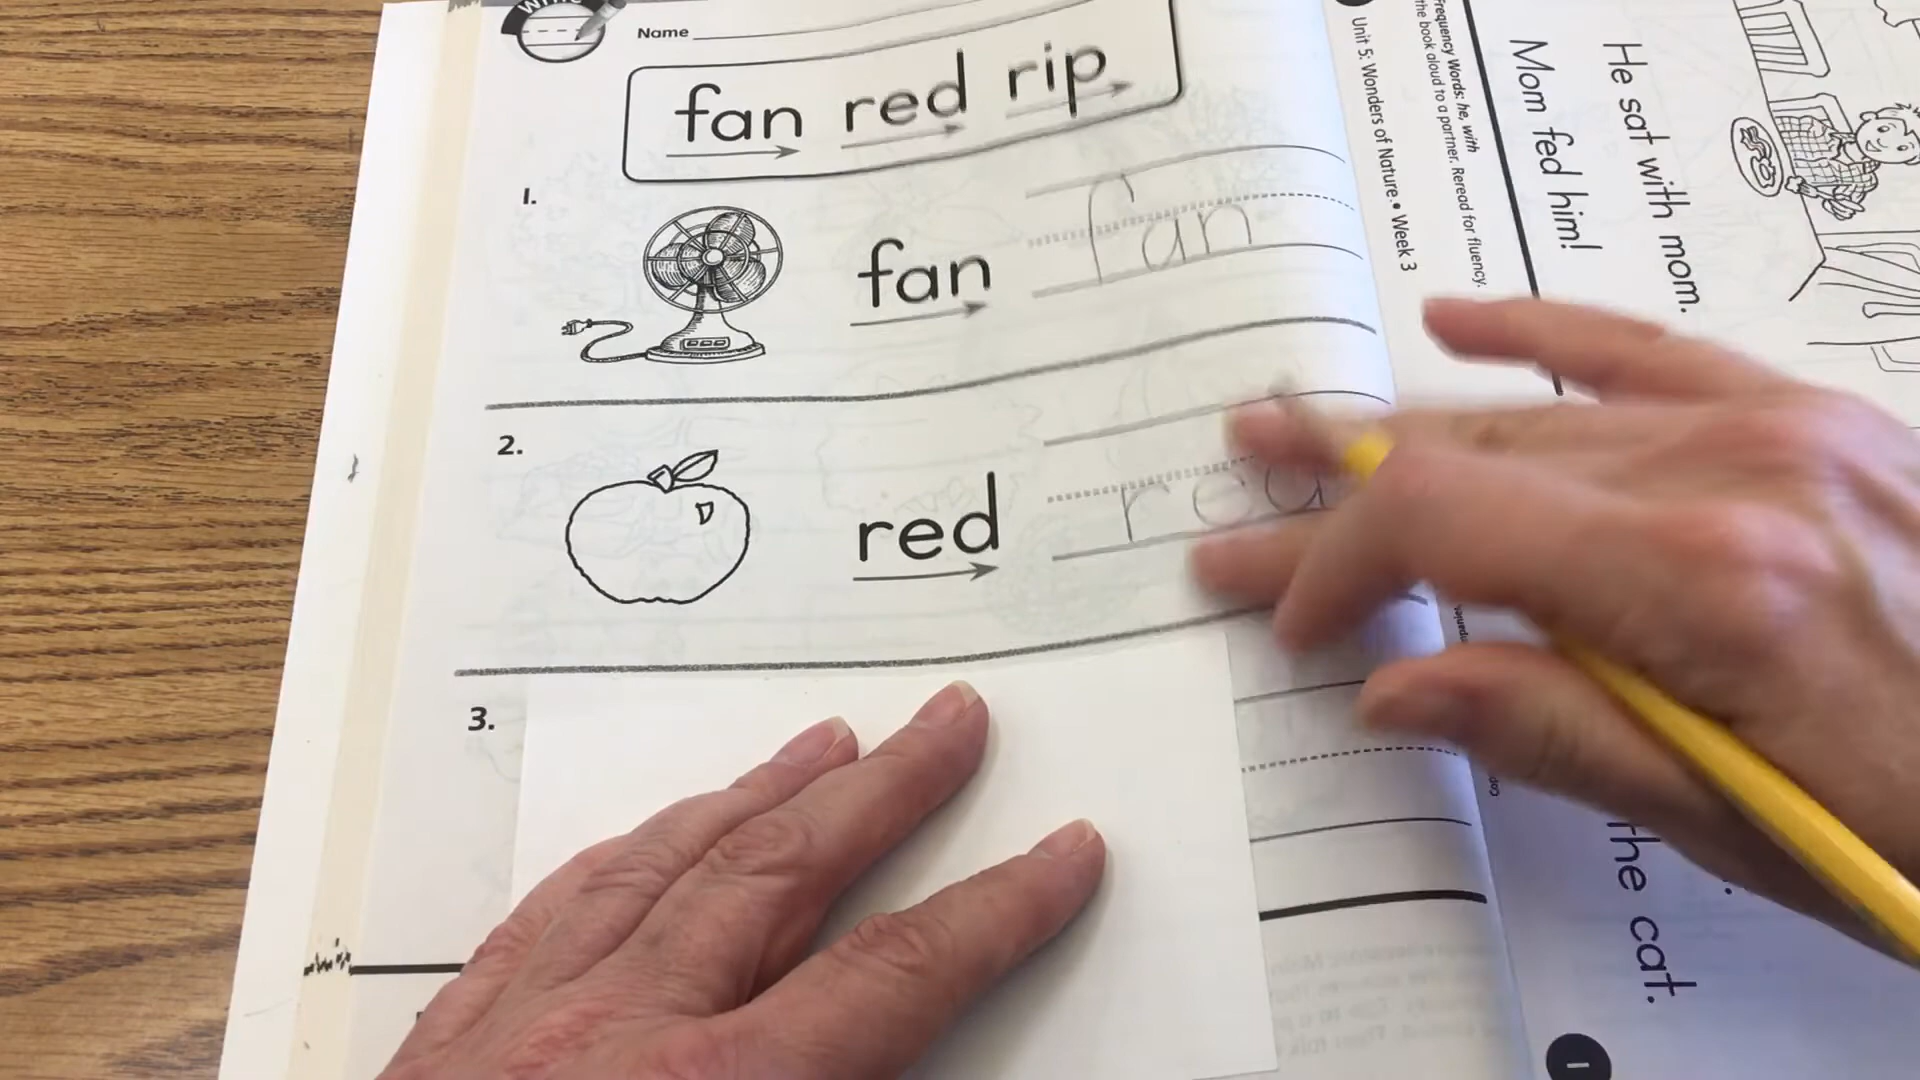 Write
Name
fan red rip
1.
fan
fan
2.
red
red
3.
Unit 5: Wonders of Nature • Week 3
Frequency Words: he, with
the book aloud to a partner. Reread for fluency.
Mom fed him!
He sat with mom.
the cat.
1